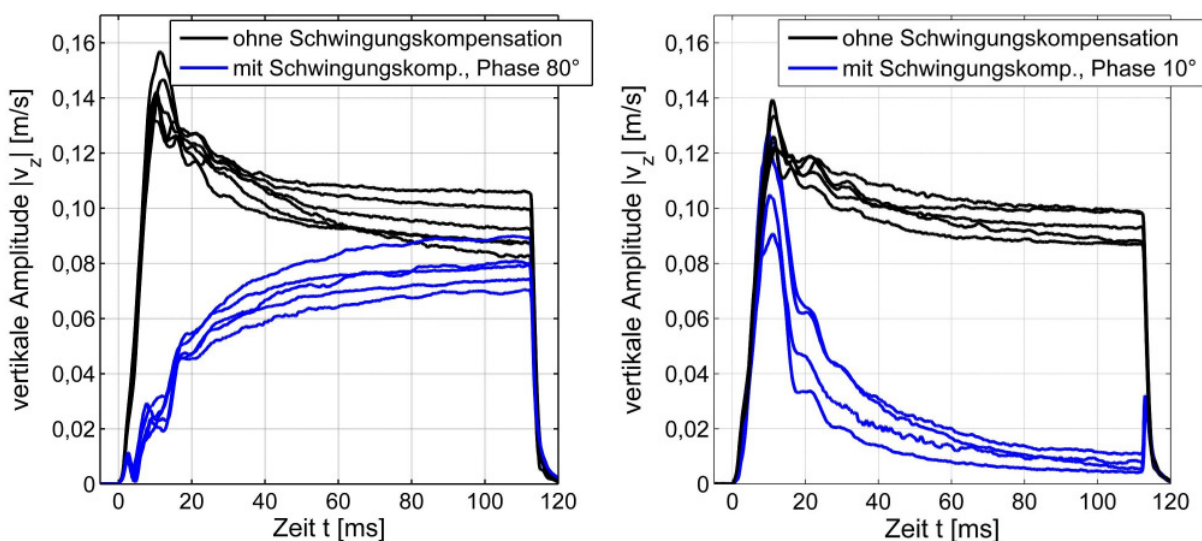 ohne Schwingungskompensation
mit Schwingungskomp., Phase 80°
vertikale Amplitude |v_z| [m/s]
0,16
0,14
0,12
0,10
0,08
0,06
0,04
0,02
0
0 20 40 60 80 100 120
Zeit t [ms]
ohne Schwingungskompensation
mit Schwingungskomp., Phase 10°
vertikale Amplitude |v_z| [m/s]
0,16
0,14
0,12
0,10
0,08
0,06
0,04
0,02
0
0 20 40 60 80 100 120
Zeit t [ms]